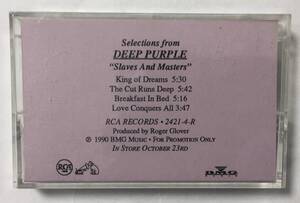 Selections from
DEEP PURPLE
"Slaves And Masters"
King of Dreams 5:30
The Cut Runs Deep 5:42
Breakfast In Bed 5:16
Love Conquers All 3:47
RCA RECORDS • 2421-4-R
Produced by Roger Glover
℗ 1990 BMG Music • For Promotion Only
In Store October 23rd
RCA
BMG